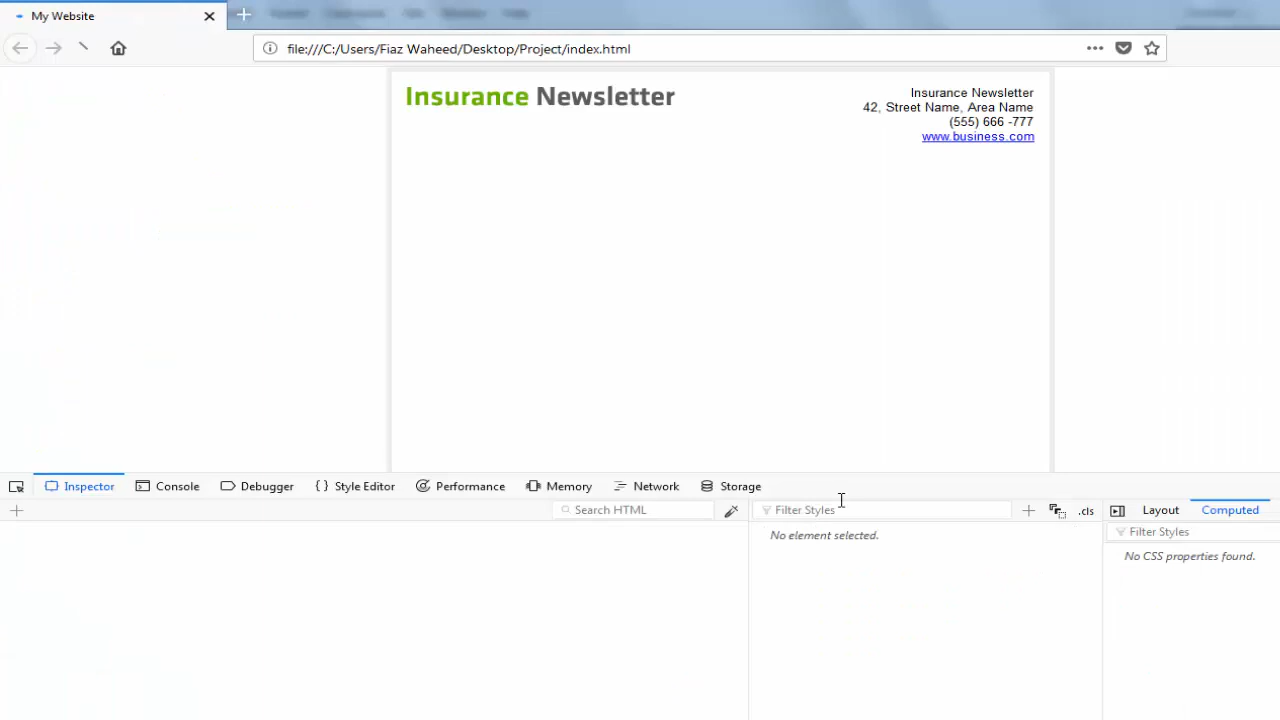 My Website
file:///C:/Users/Fiaz Waheed/Desktop/Project/index.html
Insurance Newsletter
Insurance Newsletter
42, Street Name, Area Name
(555) 666 -777
www.business.com
Inspector Console Debugger Style Editor Performance Memory Network Storage
Search HTML Filter Styles .cls Layout Computed
No element selected. Filter Styles
No CSS properties found.